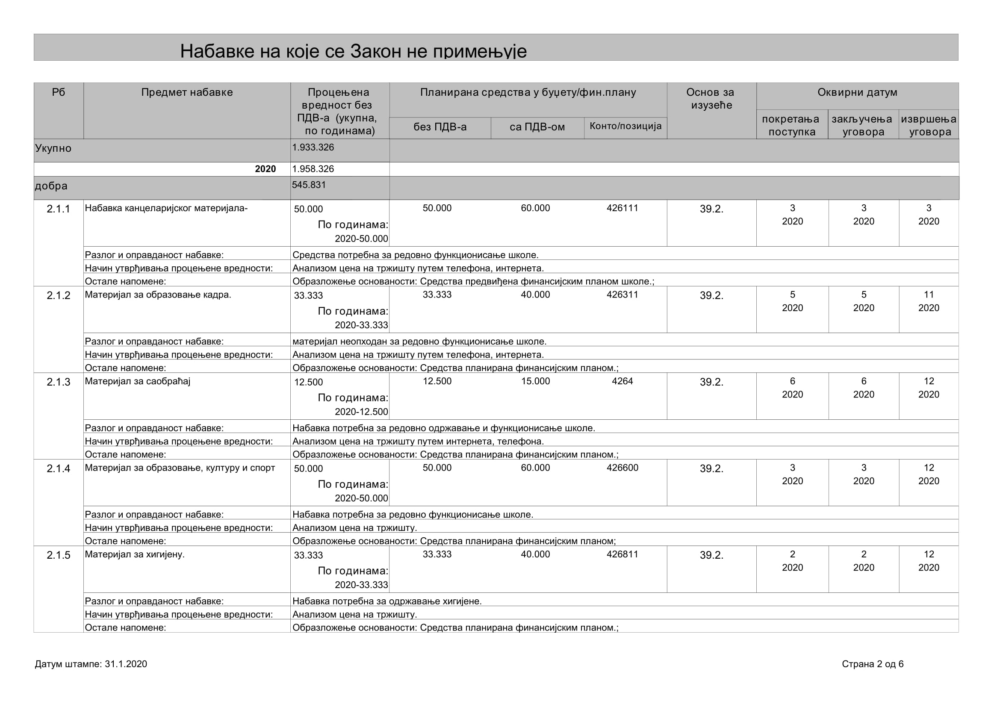 Набавке на које се Закон не примењује
Рб Предмет набавке Процењена Планирана средства у буџету/фин.плану Основ за Оквирни датум
вредност без изузеће
ПДВ-а (укупна, без ПДВ-а са ПДВ-ом Конто/позиција покретања закључења извршења
по годинама) поступка уговора уговора
Укупно 1.933.326
2020 1.958.326
добра 545.831
2.1.1 Набавка канцеларијског материјала- 50.000 50.000 60.000 426111 39.2. 3 3 3
По годинама: 2020 2020 2020
2020-50.000
Разлог и оправданост набавке: Средства потребна за редовно функционисање школе.
Начин утврђивања процењене вредности: Анализом цена на тржишту путем телефона, интернета.
Остале напомене: Образложење основаности: Средства предвиђена финансијским планом школе.;
2.1.2 Материјал за образовање кадра. 33.333 33.333 40.000 426311 39.2. 5 5 11
По годинама: 2020 2020 2020
2020-33.333
Разлог и оправданост набавке: материјал неопходан за редовно функционисање школе.
Начин утврђивања процењене вредности: Анализом цена на тржишту путем телефона, интернета.
Остале напомене: Образложење основаности: Средства планирана финансијским планом.;
2.1.3 Материјал за саобраћај 12.500 12.500 15.000 4264 39.2. 6 6 12
По годинама: 2020 2020 2020
2020-12.500
Разлог и оправданост набавке: Набавка потребна за редовно одржавање и функционисање школе.
Начин утврђивања процењене вредности: Анализом цена на тржишту путем интернета, телефона.
Остале напомене: Образложење основаности: Средства планирана финансијским планом.;
2.1.4 Материјал за образовање, културу и спорт 50.000 50.000 60.000 426600 39.2. 3 3 12
По годинама: 2020 2020 2020
2020-50.000
Разлог и оправданост набавке: Набавка потребна за редовно функционисање школе.
Начин утврђивања процењене вредности: Анализом цена на тржишту.
Остале напомене: Образложење основаности: Средства планирана финансијским планом;
2.1.5 Материјал за хигијену. 33.333 33.333 40.000 426811 39.2. 2 2 12
По годинама: 2020 2020 2020
2020-33.333
Разлог и оправданост набавке: Набавка потребна за одржавање хигијене.
Начин утврђивања процењене вредности: Анализом цена на тржишту.
Остале напомене: Образложење основаности: Средства планирана финансијским планом.;
Датум штампе: 31.1.2020 Страна 2 од 6